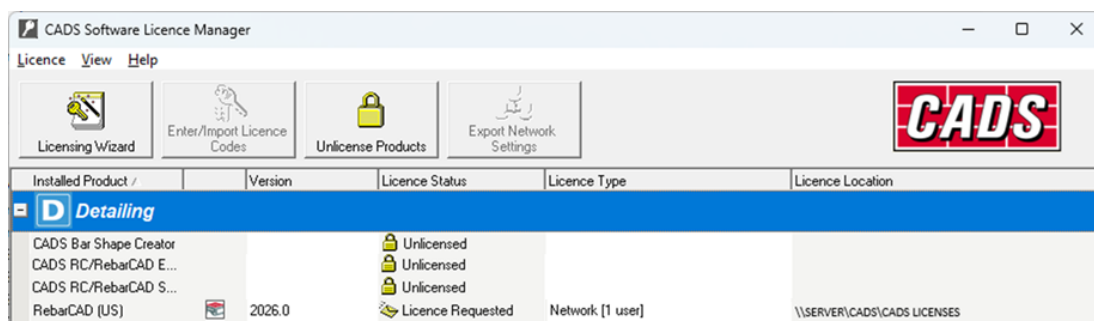 CADS Software Licence Manager
Licence View Help
Licensing Wizard
Enter/Import Licence
Codes
Unlicense Products
Export Network
Settings
CADS
Installed Product / Version Licence Status Licence Type Licence Location
D Detailing
CADS Bar Shape Creator Unlicensed
CADS RC/RebarCAD E... Unlicensed
CADS RC/RebarCAD S... Unlicensed
RebarCAD (US) 2026.0 Licence Requested Network [1 user] \\SERVER\CADS\CADS LICENSES